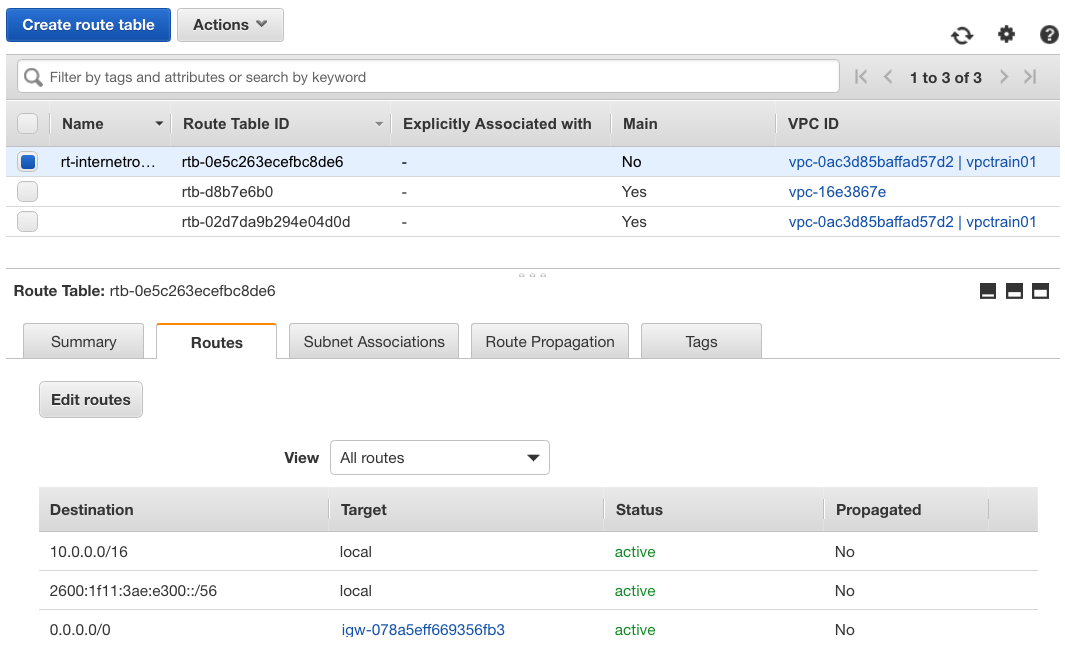 Create route table Actions
Filter by tags and attributes or search by keyword 1 to 3 of 3
Name Route Table ID Explicitly Associated with Main VPC ID
rt-internetro… rtb-0e5c263ecefbc8de6 - No vpc-0ac3d85baffad57d2 | vpctrain01
rtb-d8b7e6b0 - Yes vpc-16e3867e
rtb-02d7da9b294e04d0d - Yes vpc-0ac3d85baffad57d2 | vpctrain01
Route Table: rtb-0e5c263ecefbc8de6
Summary Routes Subnet Associations Route Propagation Tags
Edit routes
View All routes
Destination Target Status Propagated
10.0.0.0/16 local active No
2600:1f11:3ae:e300::/56 local active No
0.0.0.0/0 igw-078a5eff669356fb3 active No